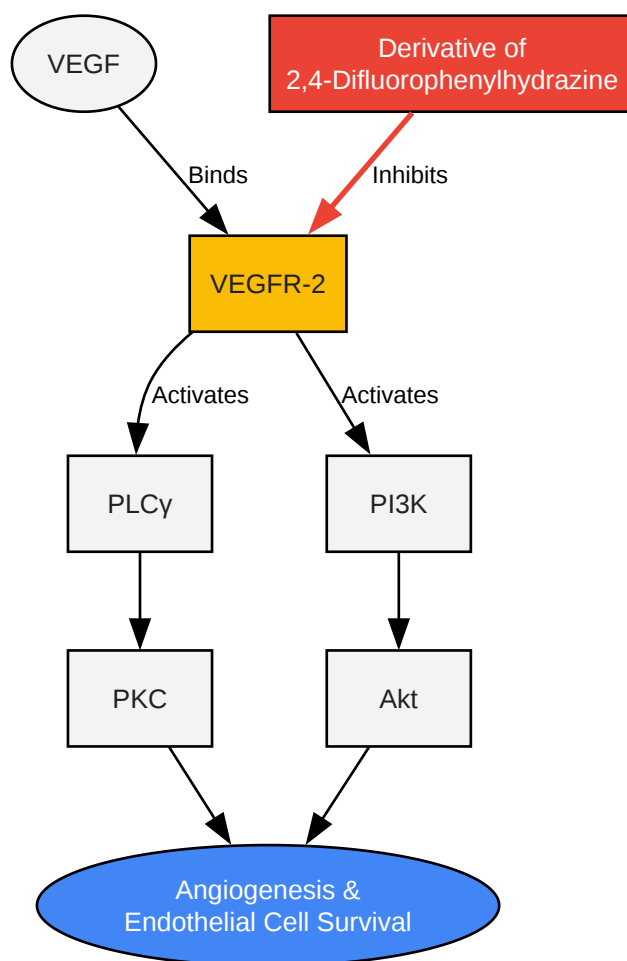 VEGF
Derivative of
2,4-Difluorophenylhydrazine
Binds
Inhibits
VEGFR-2
Activates
Activates
PLCγ
PI3K
PKC
Akt
Angiogenesis &
Endothelial Cell Survival